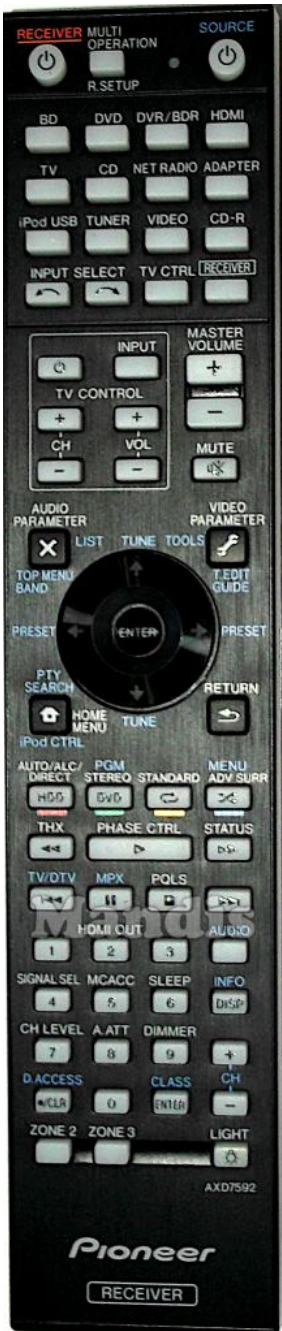 RECEIVER MULTI OPERATION SOURCE
R.SETUP
BD DVD DVR/BDR HDMI
TV CD NET RADIO ADAPTER
iPod USB TUNER VIDEO CD-R
INPUT SELECT TV CTRL RECEIVER
INPUT MASTER VOLUME
TV CONTROL
+ + +
CH VOL
- - -
MUTE
AUDIO PARAMETER VIDEO PARAMETER
LIST TUNE TOOLS
TOP MENU BAND T.EDIT GUIDE
PRESET ENTER PRESET
PTY SEARCH RETURN
HOME MENU TUNE
iPod CTRL
AUTO/ALC/DIRECT PGM STEREO STANDARD MENU ADV SURR
HDD DVD
THX PHASE CTRL STATUS
TV/DTV MPX PQLS
Mandis
HDMI OUT AUDIO
1 2 3
SIGNAL SEL MCACC SLEEP INFO
4 5 6 DISP
CH LEVEL A.ATT DIMMER
7 8 9 +
D.ACCESS CLASS CH
•/CLR 0 ENTER -
ZONE 2 ZONE 3 LIGHT
AXD7592
Pioneer
RECEIVER